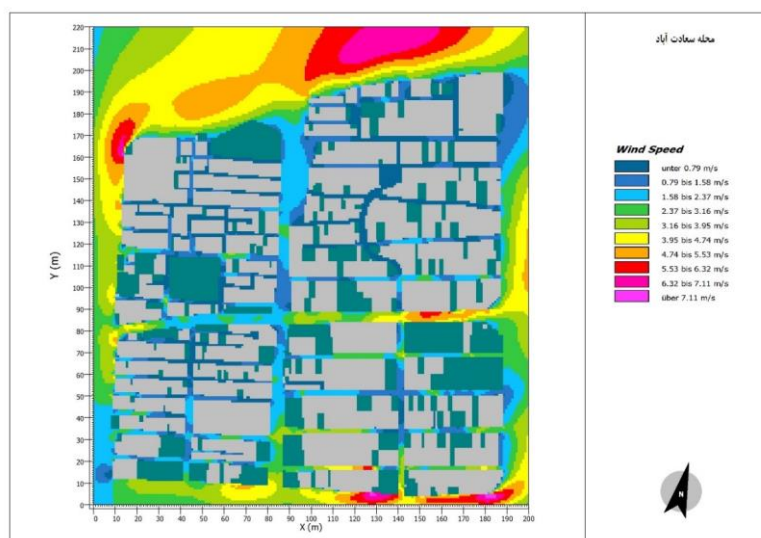 محله سعادت آباد
Wind Speed
unter 0.79 m/s
0.79 bis 1.58 m/s
1.58 bis 2.37 m/s
2.37 bis 3.16 m/s
3.16 bis 3.95 m/s
3.95 bis 4.74 m/s
4.74 bis 5.53 m/s
5.53 bis 6.32 m/s
6.32 bis 7.11 m/s
über 7.11 m/s
N
Y (m)
220
210
200
190
180
170
160
150
140
130
120
110
100
90
80
70
60
50
40
30
20
10
0
0 10 20 30 40 50 60 70 80 90 100 110 120 130 140 150 160 170 180 190 200
X (m)